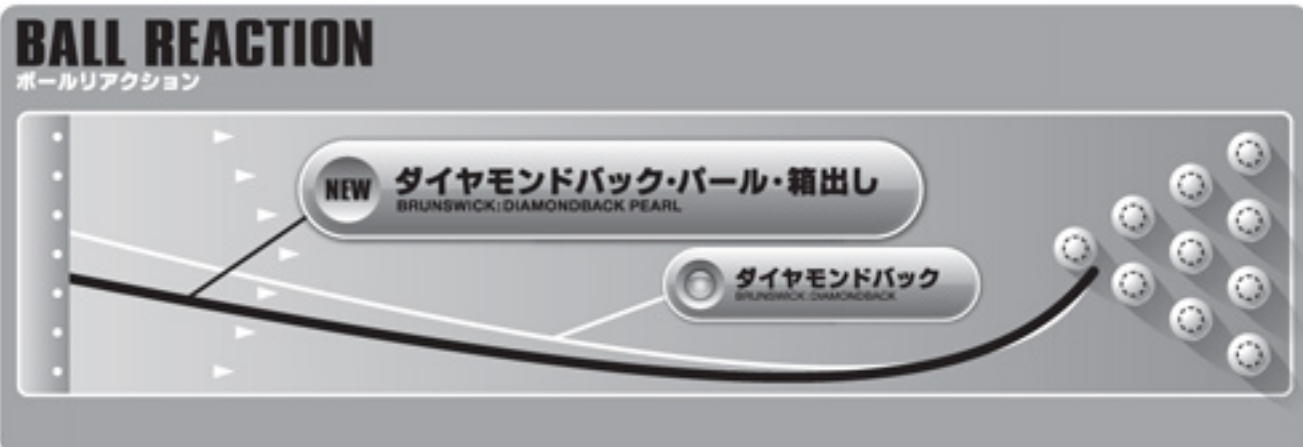 BALL REACTION
ボールリアクション
NEW
ダイヤモンドバック・パール・箱出し
BRUNSWICK:DIAMONDBACK PEARL
ダイヤモンドバック
BRUNSWICK:DIAMONDBACK